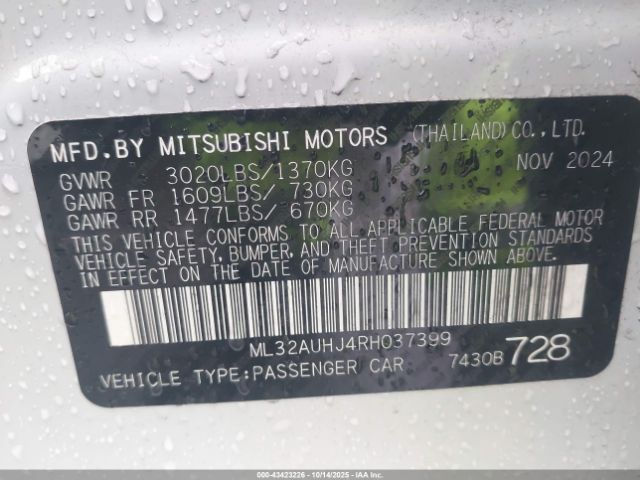 MFD.BY MITSUBISHI MOTORS (THAILAND) CO., LTD.
GVWR 3020LBS/1370KG NOV 2024
GAWR FR 1609LBS/ 730KG
GAWR RR 1477LBS/ 670KG
THIS VEHICLE CONFORMS TO ALL APPLICABLE FEDERAL MOTOR
VEHICLE SAFETY, BUMPER, AND THEFT PREVENTION STANDARDS
IN EFFECT ON THE DATE OF MANUFACTURE SHOWN ABOVE.
ML32AUHJ4RH037399
VEHICLE TYPE:PASSENGER CAR 7430B 728
000-43423226 - 10/14/2025 - IAAI.COM